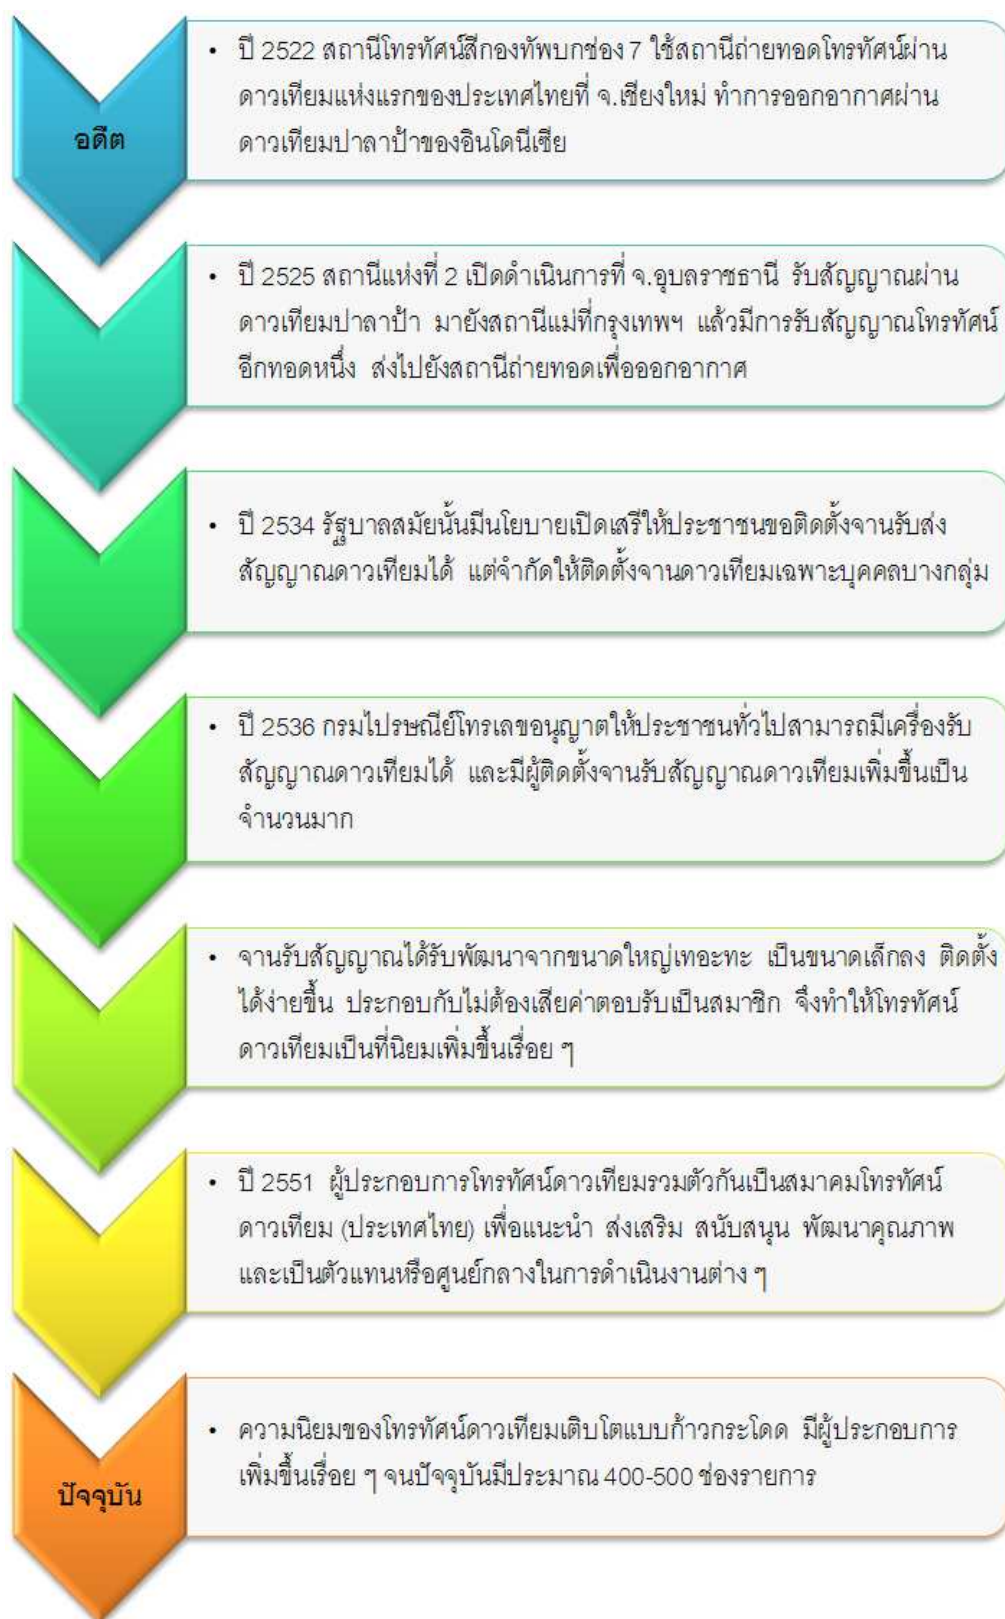 อดีต
• ปี 2522 สถานีโทรทัศน์สีกองทัพบกช่อง 7 ใช้สถานีถ่ายทอดโทรทัศน์ผ่าน
ดาวเทียมแห่งแรกของประเทศไทยที่ จ.เชียงใหม่ ทำการออกอากาศผ่าน
ดาวเทียมปาลาป้าของอินโดนีเซีย
• ปี 2525 สถานีแห่งที่ 2 เปิดดำเนินการที่ จ.อุบลราชธานี รับสัญญาณผ่าน
ดาวเทียมปาลาป้า มายังสถานีแม่ที่กรุงเทพฯ แล้วมีการรับสัญญาณโทรทัศน์
อีกทอดหนึ่ง ส่งไปยังสถานีถ่ายทอดเพื่อออกอากาศ
• ปี 2534 รัฐบาลสมัยนั้นมีนโยบายเปิดเสรีให้ประชาชนขอติดตั้งจานรับส่ง
สัญญาณดาวเทียมได้ แต่จำกัดให้ติดตั้งจานดาวเทียมเฉพาะบุคคลบางกลุ่ม
• ปี 2536 กรมไปรษณีย์โทรเลขอนุญาตให้ประชาชนทั่วไปสามารถมีเครื่องรับ
สัญญาณดาวเทียมได้ และมีผู้ติดตั้งจานรับสัญญาณดาวเทียมเพิ่มขึ้นเป็น
จำนวนมาก
• จานรับสัญญาณได้รับพัฒนาจากขนาดใหญ่เทอะทะ เป็นขนาดเล็กลง ติดตั้ง
ได้ง่ายขึ้น ประกอบกับไม่ต้องเสียค่าตอบรับเป็นสมาชิก จึงทำให้โทรทัศน์
ดาวเทียมเป็นที่นิยมเพิ่มขึ้นเรื่อย ๆ
• ปี 2551 ผู้ประกอบการโทรทัศน์ดาวเทียมรวมตัวกันเป็นสมาคมโทรทัศน์
ดาวเทียม (ประเทศไทย) เพื่อแนะนำ ส่งเสริม สนับสนุน พัฒนาคุณภาพ
และเป็นตัวแทนหรือศูนย์กลางในการดำเนินงานต่าง ๆ
ปัจจุบัน
• ความนิยมของโทรทัศน์ดาวเทียมเติบโตแบบก้าวกระโดด มีผู้ประกอบการ
เพิ่มขึ้นเรื่อย ๆ จนปัจจุบันมีประมาณ 400-500 ช่องรายการ